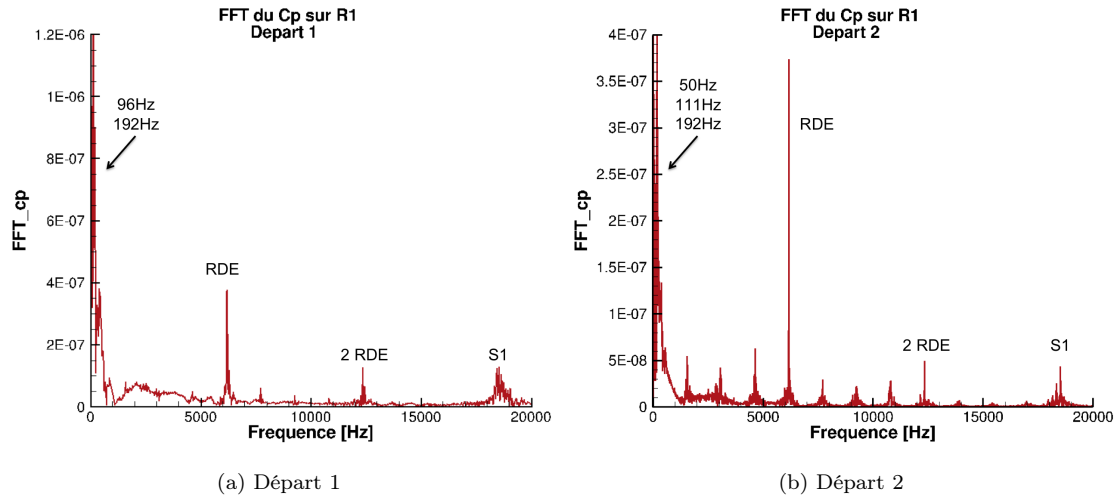 FFT du Cp sur R1
Depart 1
1.2E-06
1E-06
8E-07
6E-07
4E-07
2E-07
0
FFT_cp
96Hz
192Hz
RDE
2 RDE
S1
0
5000
10000
15000
20000
Frequence [Hz]
(a) Départ 1
FFT du Cp sur R1
Depart 2
4E-07
3.5E-07
3E-07
2.5E-07
2E-07
1.5E-07
1E-07
5E-08
0
FFT_cp
50Hz
111Hz
192Hz
RDE
2 RDE
S1
0
5000
10000
15000
20000
Frequence [Hz]
(b) Départ 2